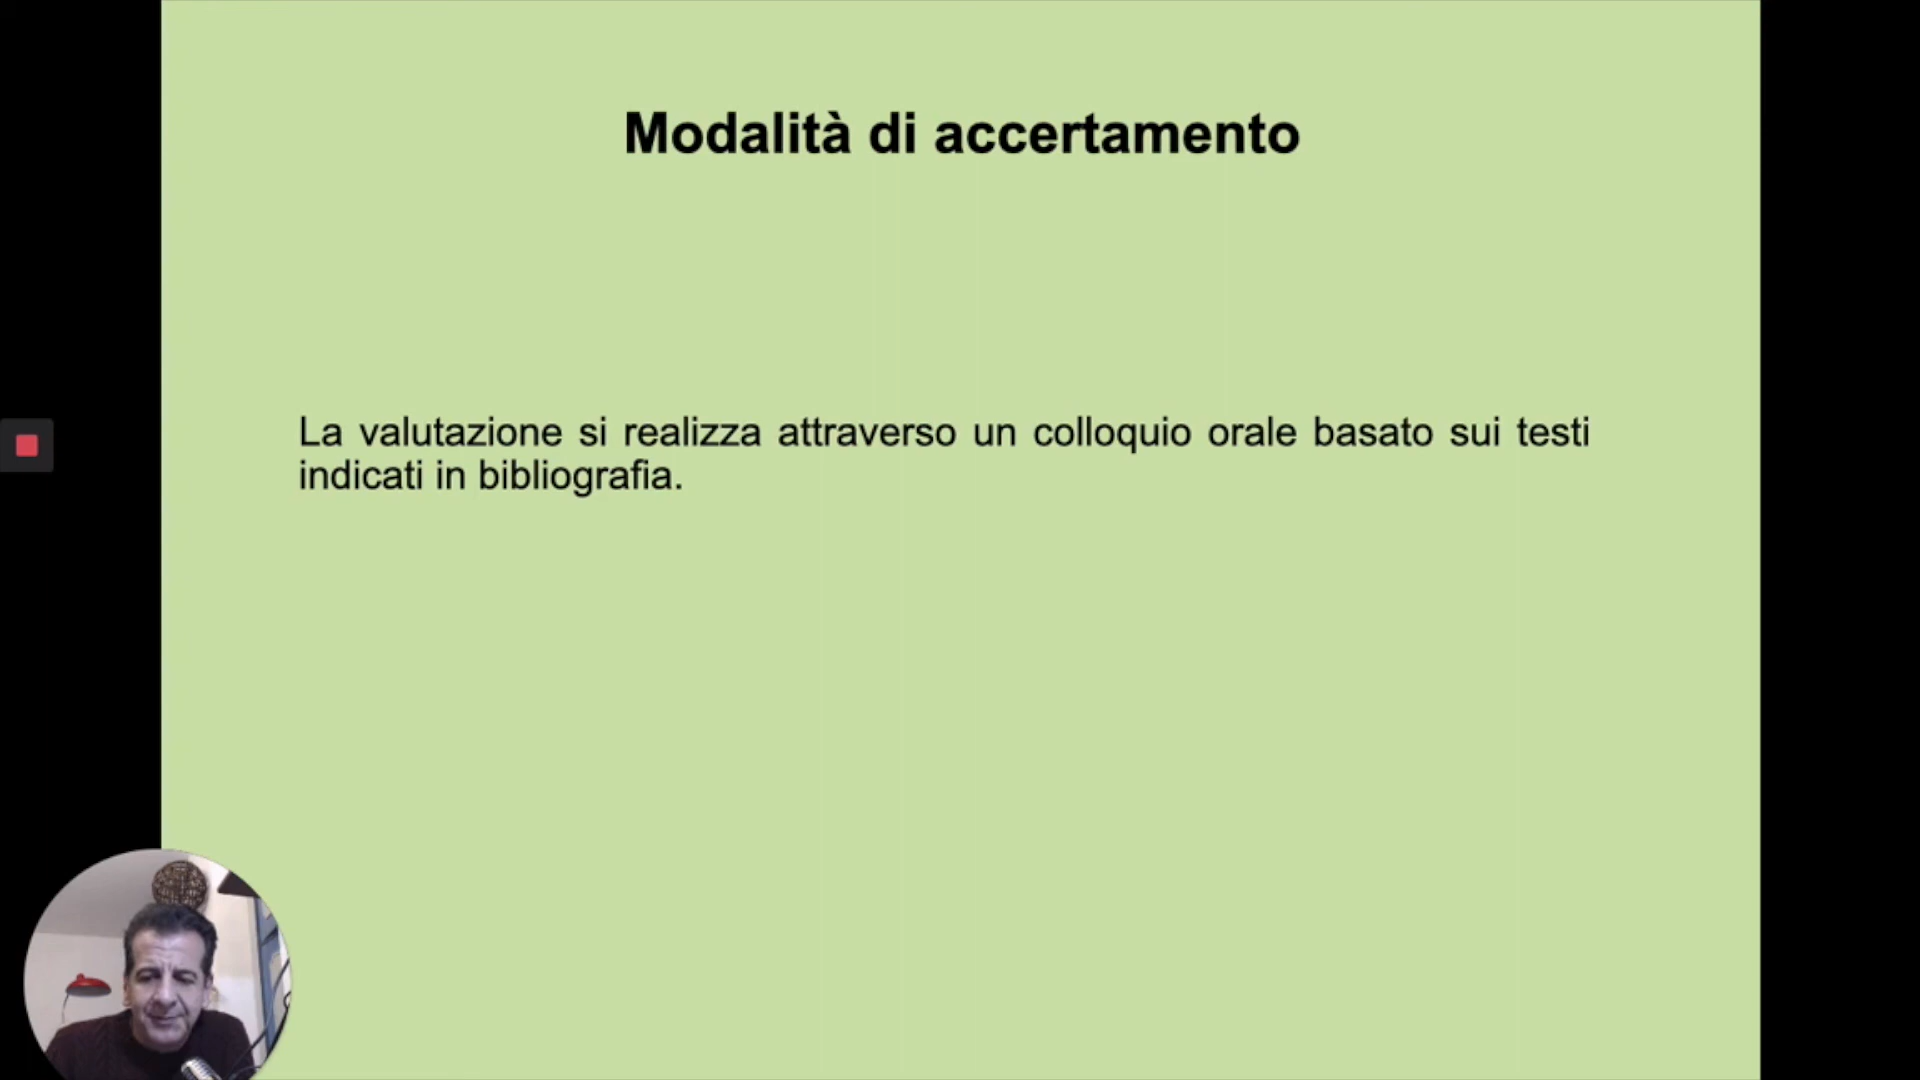 Modalità di accertamento
La valutazione si realizza attraverso un colloquio orale basato sui testi
indicati in bibliografia.